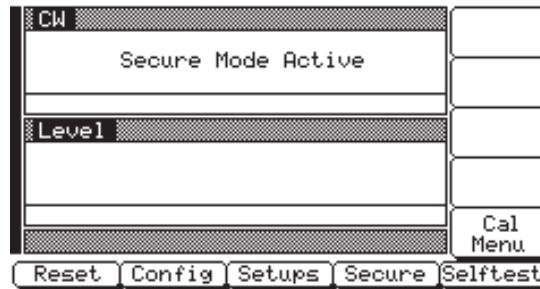 CW
Secure Mode Active
Level
Cal
Menu
Reset Config Setups Secure Selftest